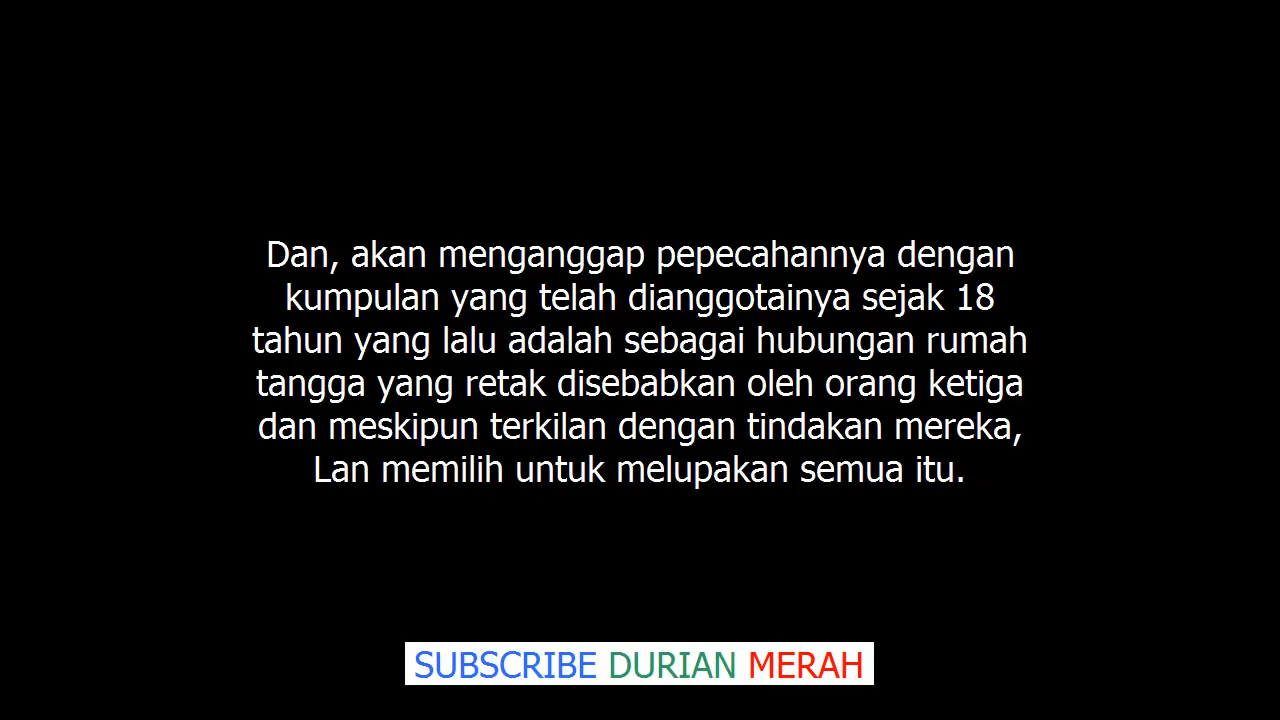 Dan, akan menganggap pepecahannya dengan
kumpulan yang telah dianggotainya sejak 18
tahun yang lalu adalah sebagai hubungan rumah
tangga yang retak disebabkan oleh orang ketiga
dan meskipun terkilan dengan tindakan mereka,
Lan memilih untuk melupakan semua itu.
SUBSCRIBE DURIAN MERAH